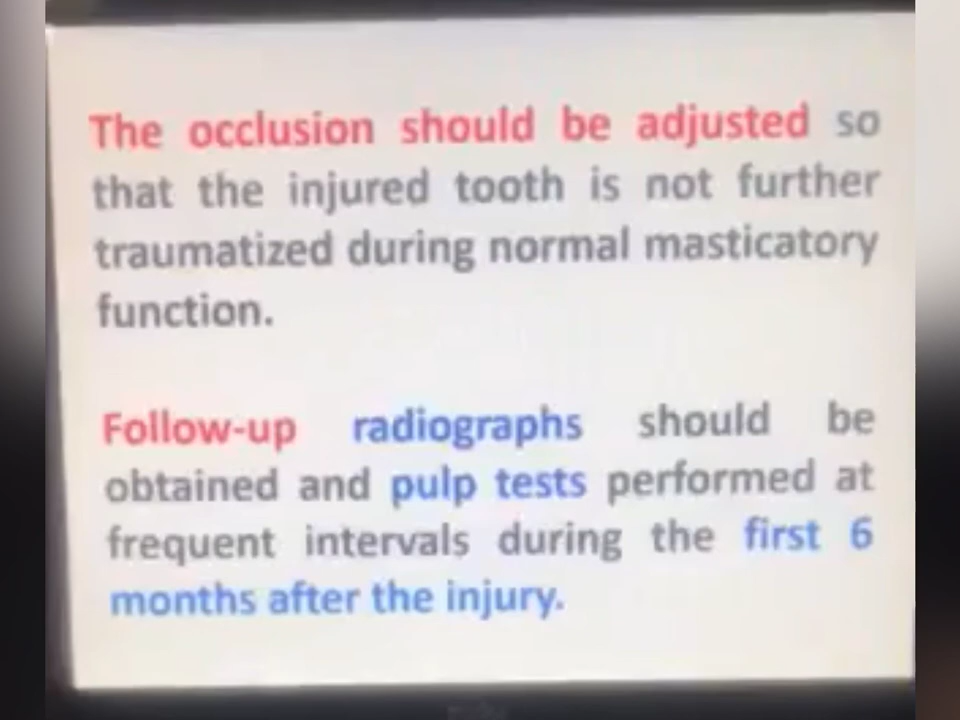 The occlusion should be adjusted so
that the injured tooth is not further
traumatized during normal masticatory
function.
Follow-up radiographs should be
obtained and pulp tests performed at
frequent intervals during the first 6
months after the injury.